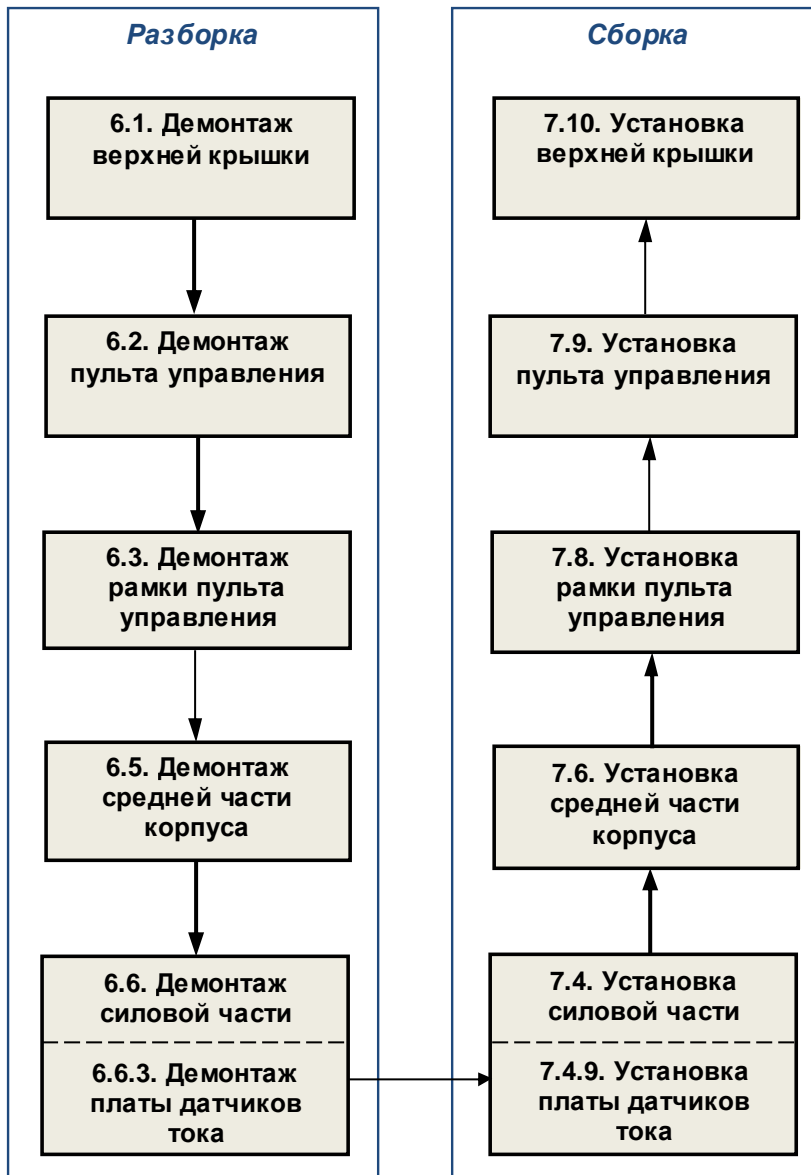 Разборка
6.1. Демонтаж
верхней крышки
6.2. Демонтаж
пульта управления
6.3. Демонтаж
рамки пульта
управления
6.5. Демонтаж
средней части
корпуса
6.6. Демонтаж
силовой части
6.6.3. Демонтаж
платы датчиков
тока
Сборка
7.10. Установка
верхней крышки
7.9. Установка
пульта управления
7.8. Установка
рамки пульта
управления
7.6. Установка
средней части
корпуса
7.4. Установка
силовой части
7.4.9. Установка
платы датчиков
тока